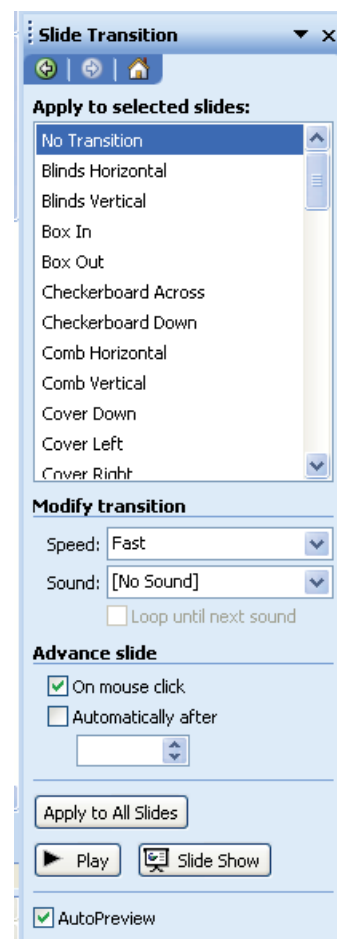 Slide Transition
Apply to selected slides:
No Transition
Blinds Horizontal
Blinds Vertical
Box In
Box Out
Checkerboard Across
Checkerboard Down
Comb Horizontal
Comb Vertical
Cover Down
Cover Left
Cover Right
Modify transition
Speed: Fast
Sound: [No Sound]
Loop until next sound
Advance slide
On mouse click
Automatically after
Apply to All Slides
Play Slide Show
AutoPreview